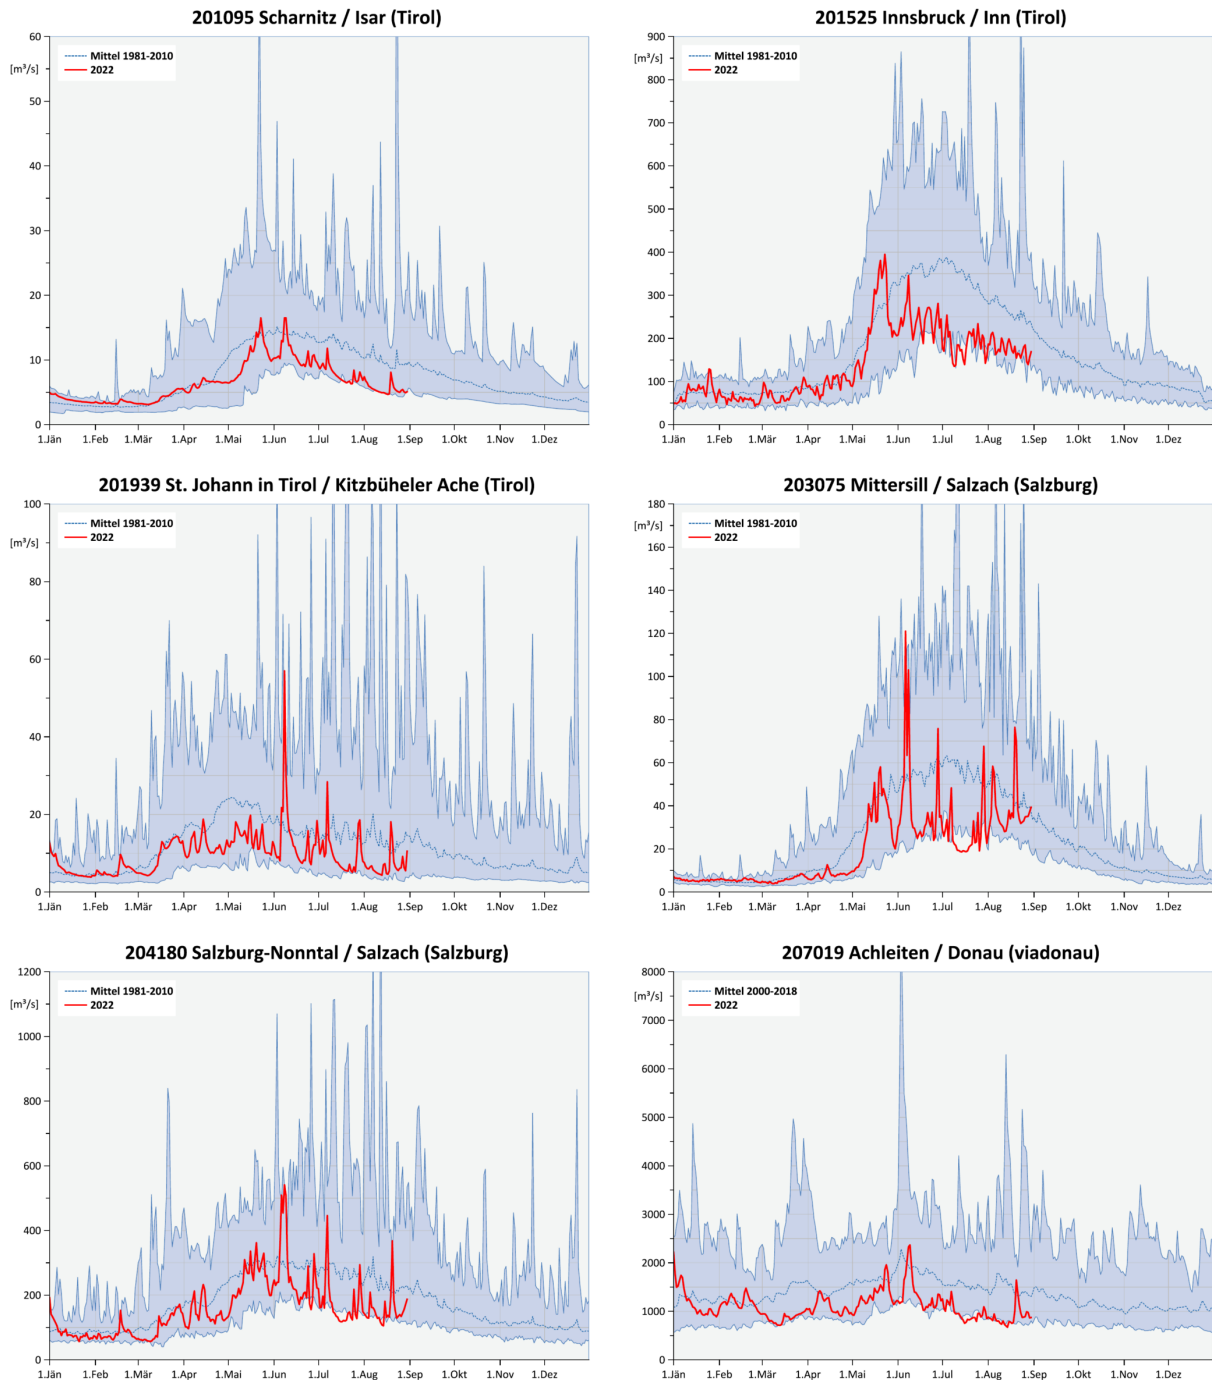 201095 Scharnitz / Isar (Tirol)
60
[m³/s]
50
40
30
20
10
0
Mittel 1981-2010
2022
1.Jän 1.Feb 1.Mär 1.Apr 1.Mai 1.Jun 1.Jul 1.Aug 1.Sep 1.Okt 1.Nov 1.Dez
201525 Innsbruck / Inn (Tirol)
900
[m³/s]
800
700
600
500
400
300
200
100
0
Mittel 1981-2010
2022
1.Jän 1.Feb 1.Mär 1.Apr 1.Mai 1.Jun 1.Jul 1.Aug 1.Sep 1.Okt 1.Nov 1.Dez
201939 St. Johann in Tirol / Kitzbüheler Ache (Tirol)
100
[m³/s]
80
60
40
20
0
Mittel 1981-2010
2022
1.Jän 1.Feb 1.Mär 1.Apr 1.Mai 1.Jun 1.Jul 1.Aug 1.Sep 1.Okt 1.Nov 1.Dez
203075 Mittersill / Salzach (Salzburg)
180
[m³/s]
160
140
120
100
80
60
40
20
0
Mittel 1981-2010
2022
1.Jän 1.Feb 1.Mär 1.Apr 1.Mai 1.Jun 1.Jul 1.Aug 1.Sep 1.Okt 1.Nov 1.Dez
204180 Salzburg-Nonntal / Salzach (Salzburg)
1200
[m³/s]
1000
800
600
400
200
0
Mittel 1981-2010
2022
1.Jän 1.Feb 1.Mär 1.Apr 1.Mai 1.Jun 1.Jul 1.Aug 1.Sep 1.Okt 1.Nov 1.Dez
207019 Achleiten / Donau (viadonau)
8000
[m³/s]
7000
6000
5000
4000
3000
2000
1000
0
Mittel 2000-2018
2022
1.Jän 1.Feb 1.Mär 1.Apr 1.Mai 1.Jun 1.Jul 1.Aug 1.Sep 1.Okt 1.Nov 1.Dez